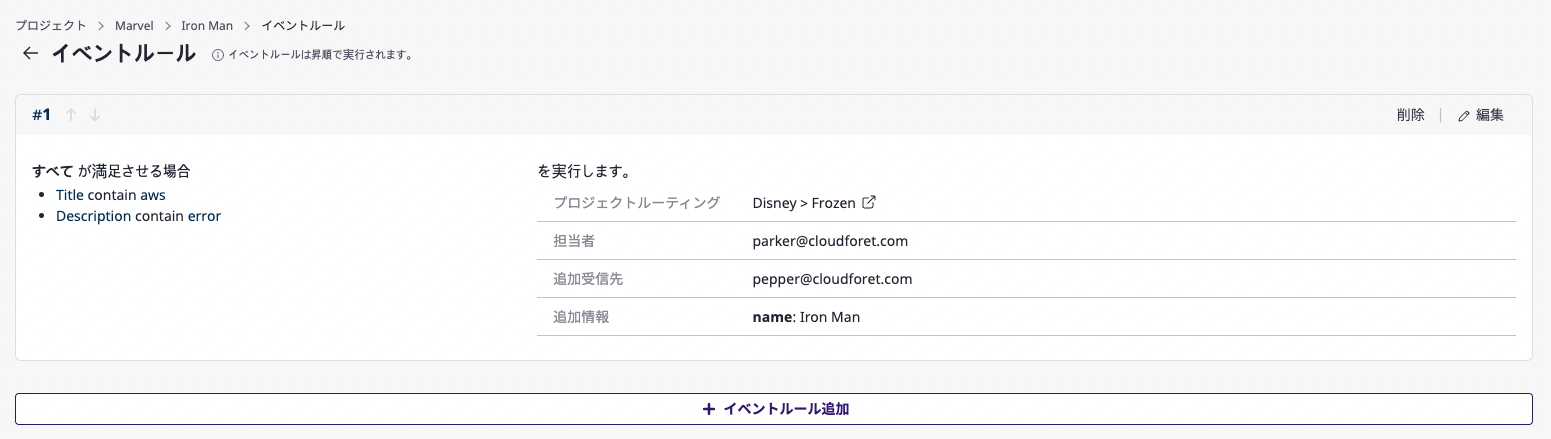 プロジェクト > Marvel > Iron Man > イベントルール
← イベントルール ⓘ イベントルールは昇順で実行されます。
#1 ↑ ↓ 削除 | 編集
すべて が満足させる場合
• Title contain aws
• Description contain error
を実行します。
プロジェクトルーティング Disney > Frozen
担当者 parker@cloudforet.com
追加受信先 pepper@cloudforet.com
追加情報 name: Iron Man
+ イベントルール追加